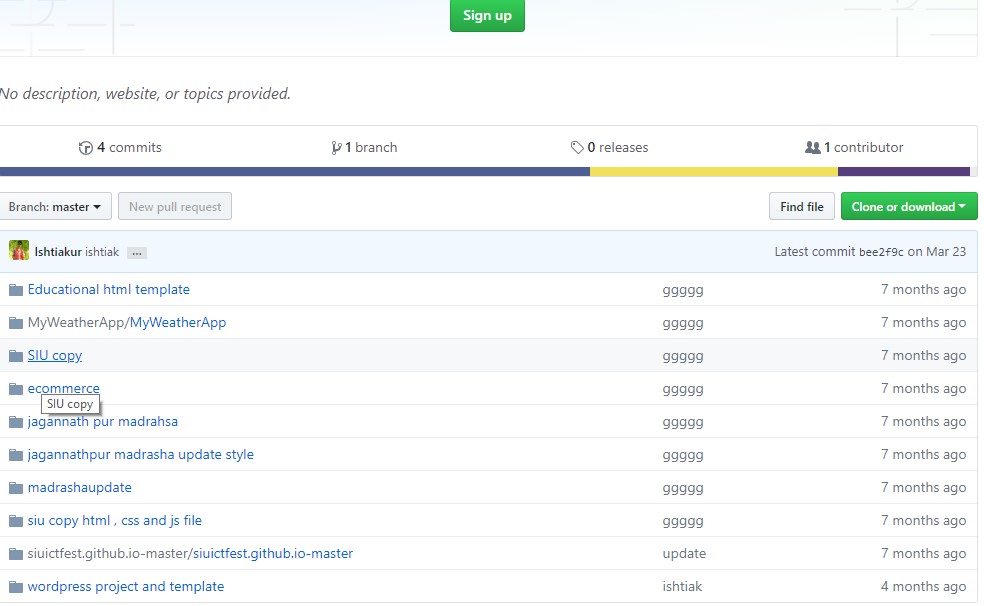 Sign up
No description, website, or topics provided.
4 commits 1 branch 0 releases 1 contributor
Branch: master New pull request Find file Clone or download
Ishtiakur ishtiak ... Latest commit bee2f9c on Mar 23
Educational html template ggggg 7 months ago
MyWeatherApp/MyWeatherApp ggggg 7 months ago
SIU copy ggggg 7 months ago
ecommerce ggggg 7 months ago
SIU copy
jagannath pur madrahsa ggggg 7 months ago
jagannathpur madrasha update style ggggg 7 months ago
madrashaupdate ggggg 7 months ago
siu copy html , css and js file ggggg 7 months ago
siuictfest.github.io-master/siuictfest.github.io-master update 7 months ago
wordpress project and template ishtiak 4 months ago